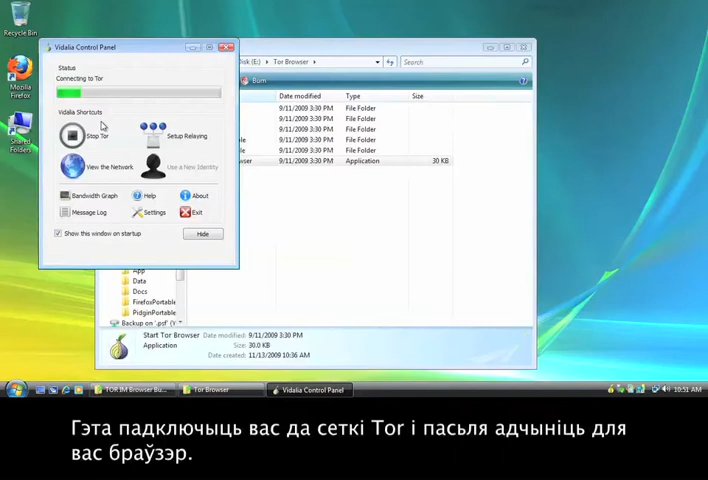 Recycle Bin
Mozilla
Firefox
Shared
Folders
Vidalia Control Panel
Status
Connecting to Tor
Vidalia Shortcuts
Stop Tor
Setup Relaying
View the Network
Use a New Identity
Bandwidth Graph
Help
About
Message Log
Settings
Exit
Show this window on startup
Hide
Disk (E:) ▸ Tor Browser ▸
Search
Burn
Date modified
Type
Size
9/11/2009 3:30 PM File Folder
9/11/2009 3:30 PM File Folder
9/11/2009 3:30 PM File Folder
9/11/2009 3:30 PM File Folder
9/11/2009 3:30 PM File Folder
9/11/2009 3:30 PM Application 30 KB
App
Data
Docs
FirefoxPortable
PidginPortable
Backup on '.psf' (Y
Start Tor Browser Date modified: 9/11/2009 3:30 PM
Application Size: 30.0 KB
Date created: 11/13/2009 10:36 AM
TOR IM Browser Bu...
Tor Browser
Vidalia Control Panel
10:51 AM
Гэта падключыць вас да сеткі Tor і пасьля адчыніць для
вас браўзэр.